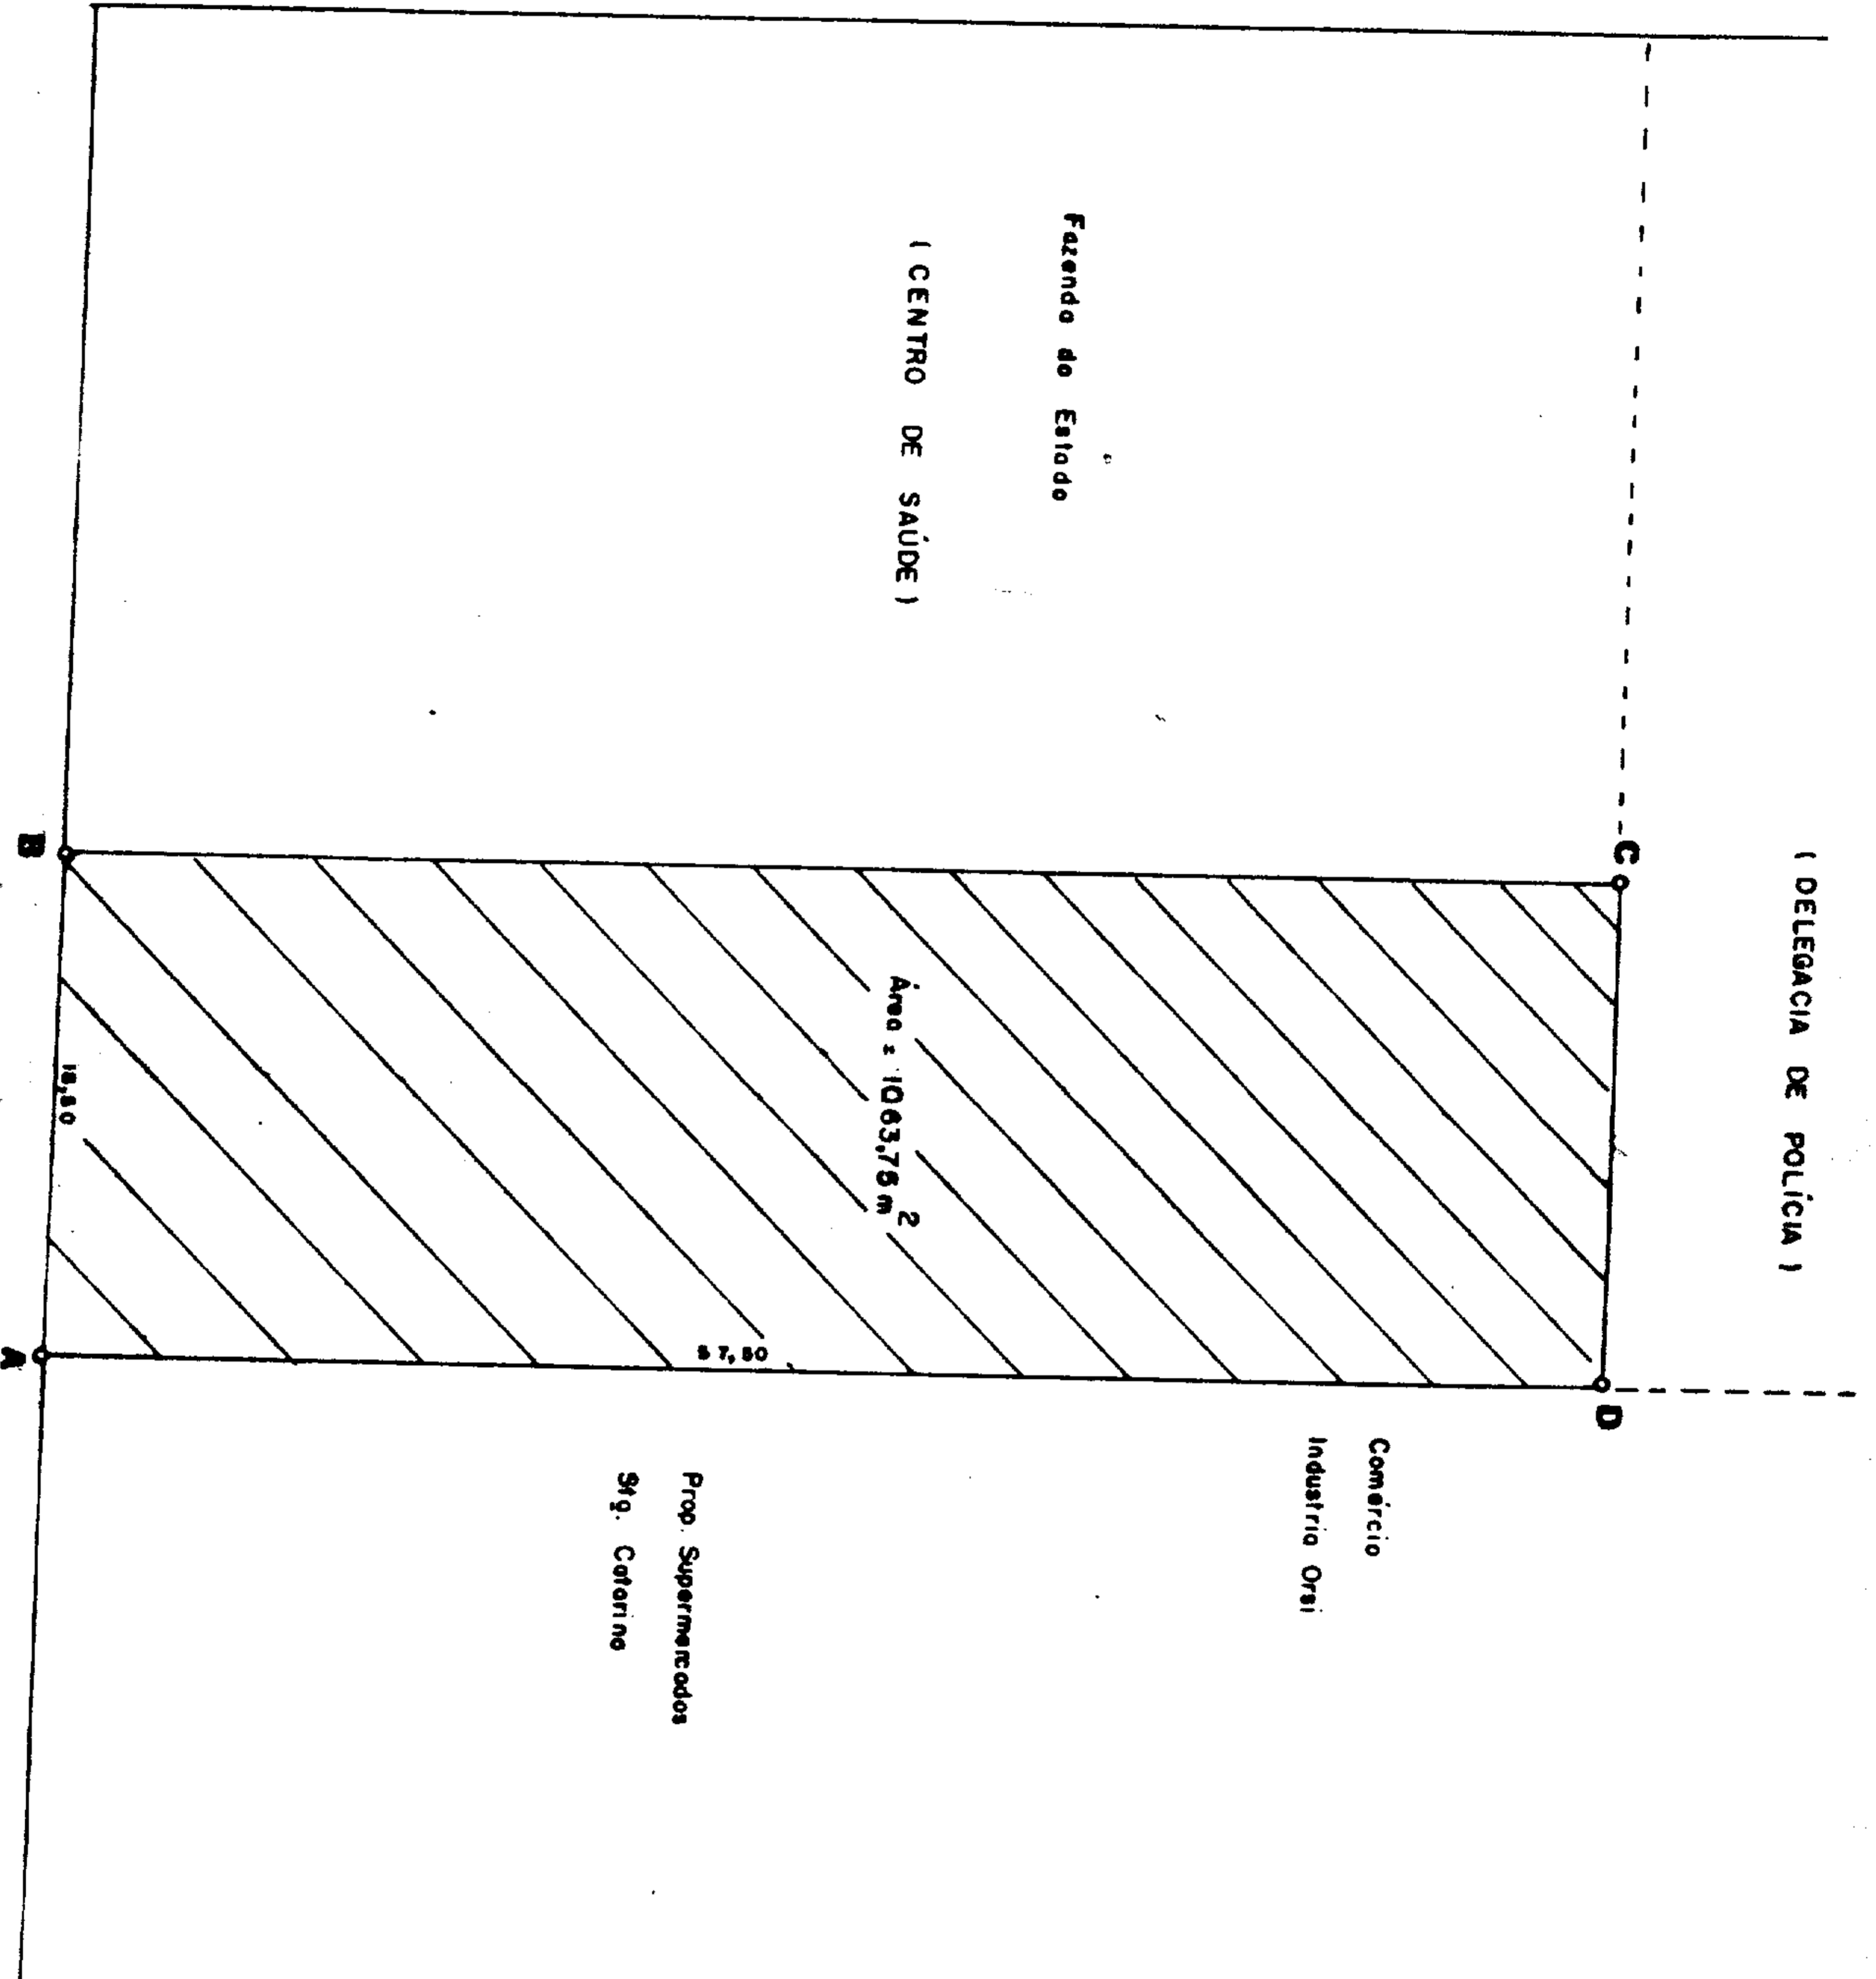 ( DELEGACIA DE POLÍCIA )
C
D
Comércio
Industria Orsi
Fazenda do Estado
( CENTRO DE SAÚDE )
Área = 1063,75 m²
57,50
Prop. Supermercados
Stª. Catarina
18,50
B
A